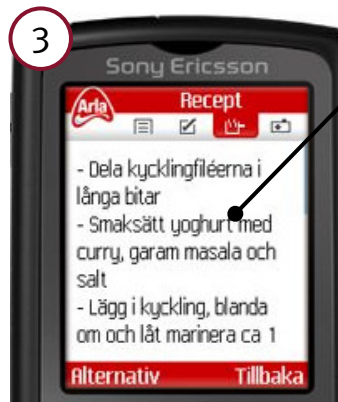 3
Sony Ericsson
Arla
Recept
- Dela kycklingfiléerna i
långa bitar
- Smaksätt yoghurt med
curry, garam masala och
salt
- Lägg i kyckling, blanda
om och låt marinera ca 1
Alternativ Tillbaka